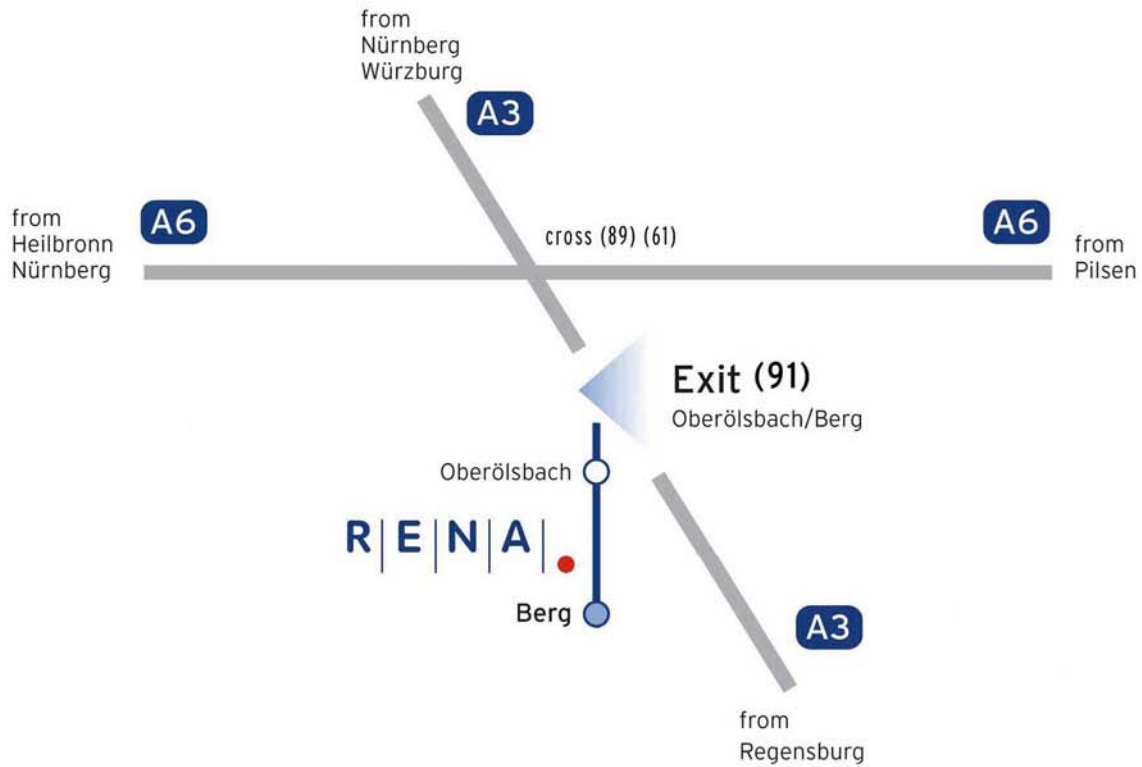 from
Nürnberg
Würzburg
A3
from
Heilbronn
Nürnberg
A6
cross (89) (61)
A6
from
Pilsen
Exit (91)
Oberölsbach/Berg
Oberölsbach
R|E|N|A|
Berg
A3
from
Regensburg